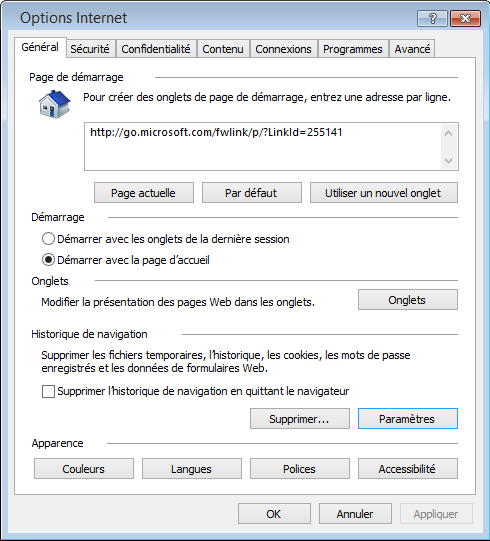 Options Internet
Général Sécurité Confidentialité Contenu Connexions Programmes Avancé
Page de démarrage
Pour créer des onglets de page de démarrage, entrez une adresse par ligne.
http://go.microsoft.com/fwlink/p/?LinkId=255141
Page actuelle Par défaut Utiliser un nouvel onglet
Démarrage
Démarrer avec les onglets de la dernière session
Démarrer avec la page d'accueil
Onglets
Modifier la présentation des pages Web dans les onglets. Onglets
Historique de navigation
Supprimer les fichiers temporaires, l'historique, les cookies, les mots de passe
enregistrés et les données de formulaires Web.
Supprimer l'historique de navigation en quittant le navigateur
Supprimer... Paramètres
Apparence
Couleurs Langues Polices Accessibilité
OK Annuler Appliquer